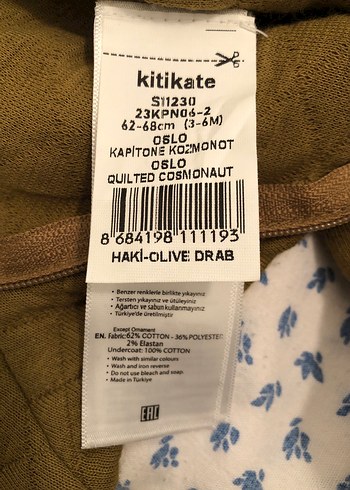 kitikate
S11230
23KPN06-2
62-68cm (3-6M)
OSLO
KAPİTONE KOZMONOT
OSLO
QUILTED COSMONAUT
8 684198 111193
HAKİ-OLIVE DRAB
• Benzer renklerle birlikte yıkayınız
• Tersten yıkayınız ve ütüleyiniz
• Ağartıcı ve sabun kullanmayınız
• Türkiye'de üretilmiştir
Except Ornament
EN. Fabric:62% COTTON - 36% POLYESTER
2% Elastan
Undercoat: 100% COTTON
• Wash with similar colours
• Wash and iron reverse
• Do not use bleach and soap.
• Made in Türkiye
EAC